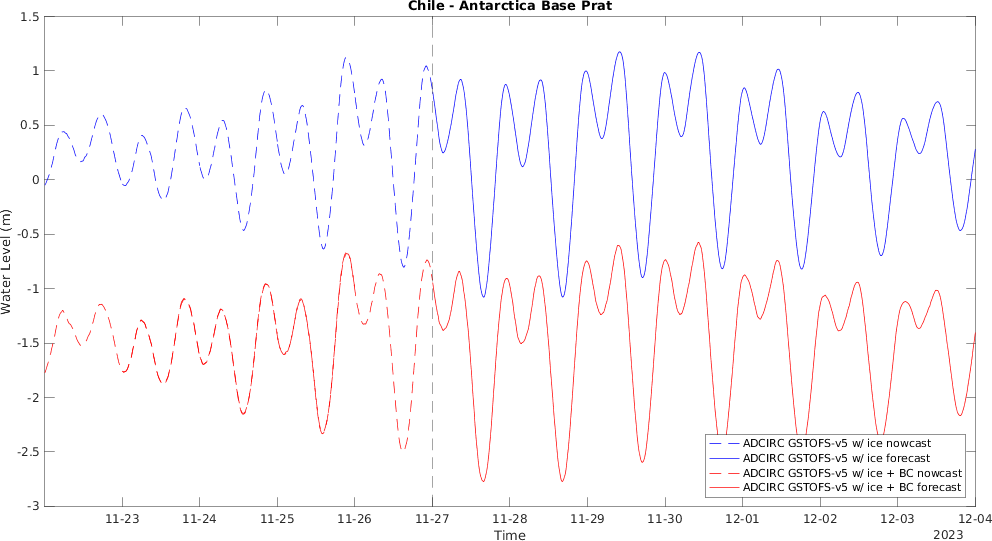 Chile - Antarctica Base Prat
1.5
1
0.5
0
-0.5
-1
-1.5
-2
-2.5
-3
Water Level (m)
ADCIRC GSTOFS-v5 w/ ice nowcast
ADCIRC GSTOFS-v5 w/ ice forecast
ADCIRC GSTOFS-v5 w/ ice + BC nowcast
ADCIRC GSTOFS-v5 w/ ice + BC forecast
11-23 11-24 11-25 11-26 11-27 11-28 11-29 11-30 12-01 12-02 12-03 12-04
Time
2023